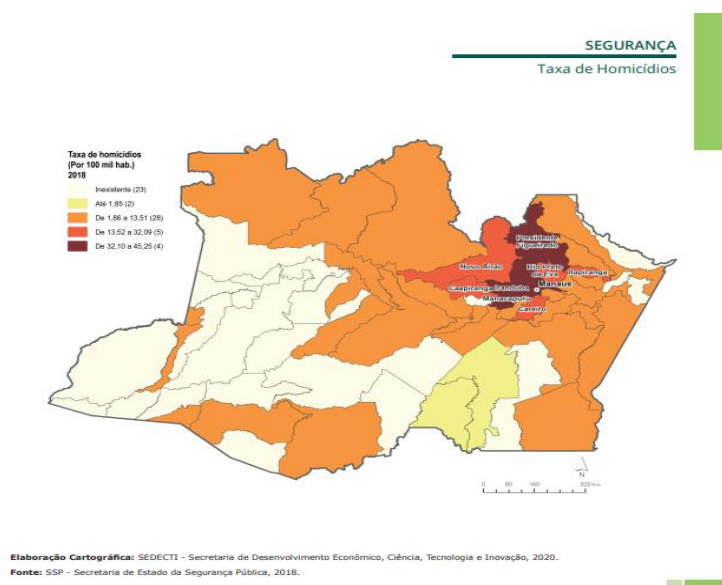 SEGURANÇA
Taxa de Homicídios
Taxa de homicídios
(Por 100 mil hab.)
2018
Inexistente (23)
Até 1,85 (2)
De 1,86 a 13,51 (28)
De 13,52 a 32,09 (5)
De 32,10 a 45,25 (4)
Presidente
Figueiredo
Novo Airão
Rio Preto
da Eva
Itapiranga
Caapiranga
Iranduba
Manaus
Manacapuru
Careiro
N
0 80 160 320 Km
Elaboração Cartográfica: SEDECTI - Secretaria de Desenvolvimento Econômico, Ciência, Tecnologia e Inovação, 2020.
Fonte: SSP - Secretaria de Estado da Segurança Pública, 2018.